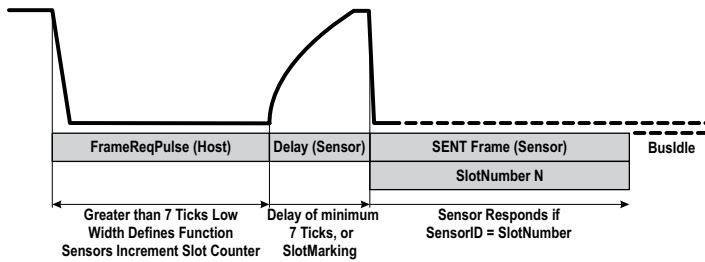 FrameReqPulse (Host)
Delay (Sensor)
SENT Frame (Sensor)
BusIdle
SlotNumber N
Greater than 7 Ticks Low
Width Defines Function
Sensors Increment Slot Counter
Delay of minimum
7 Ticks, or
SlotMarking
Sensor Responds if
SensorID = SlotNumber